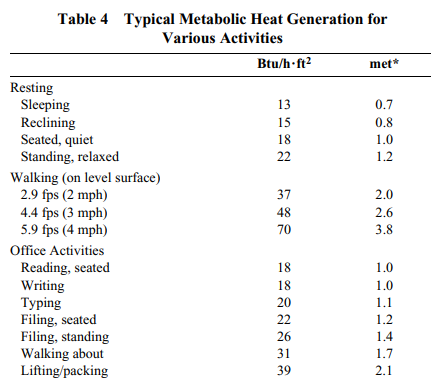 Table 4 Typical Metabolic Heat Generation for
Various Activities
Btu/h·ft² met*
Resting
Sleeping 13 0.7
Reclining 15 0.8
Seated, quiet 18 1.0
Standing, relaxed 22 1.2
Walking (on level surface)
2.9 fps (2 mph) 37 2.0
4.4 fps (3 mph) 48 2.6
5.9 fps (4 mph) 70 3.8
Office Activities
Reading, seated 18 1.0
Writing 18 1.0
Typing 20 1.1
Filing, seated 22 1.2
Filing, standing 26 1.4
Walking about 31 1.7
Lifting/packing 39 2.1